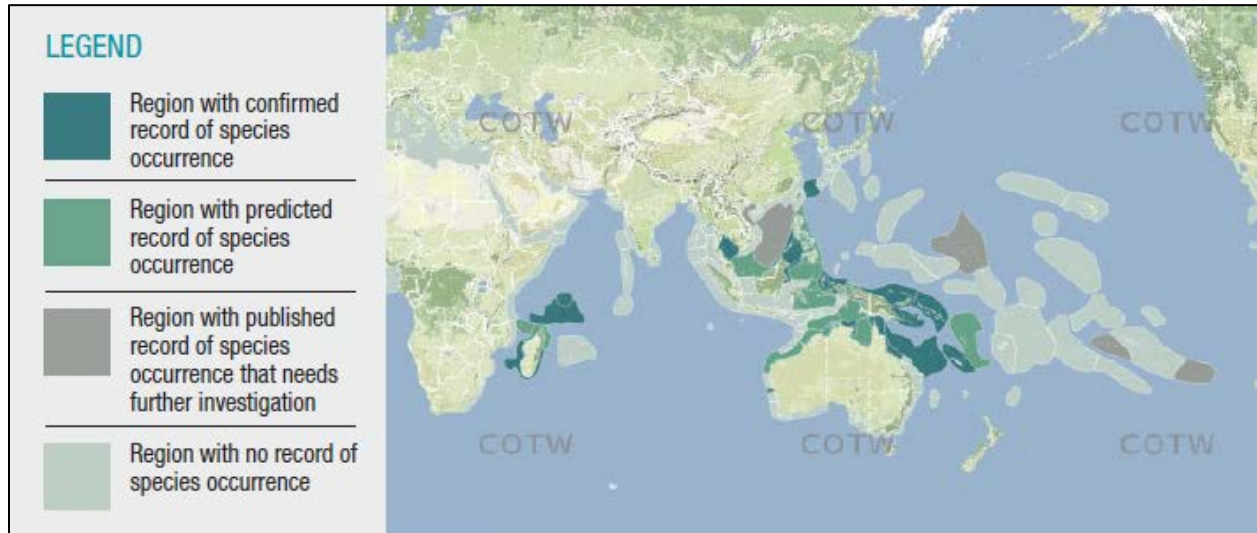 LEGEND
Region with confirmed
record of species
occurrence
Region with predicted
record of species
occurrence
Region with published
record of species
occurrence that needs
further investigation
Region with no record of
species occurrence
COTW COTW COTW
COTW COTW COTW